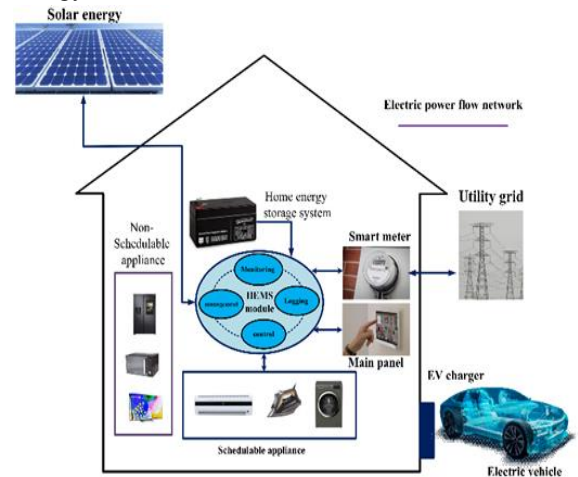 Solar energy
Electric power flow network
Home energy
storage system
Utility grid
Non-
Schedulable
appliance
Smart meter
Monitoring
HEMS
module
Logging
control
Main panel
EV charger
Schedulable appliance
Electric vehicle